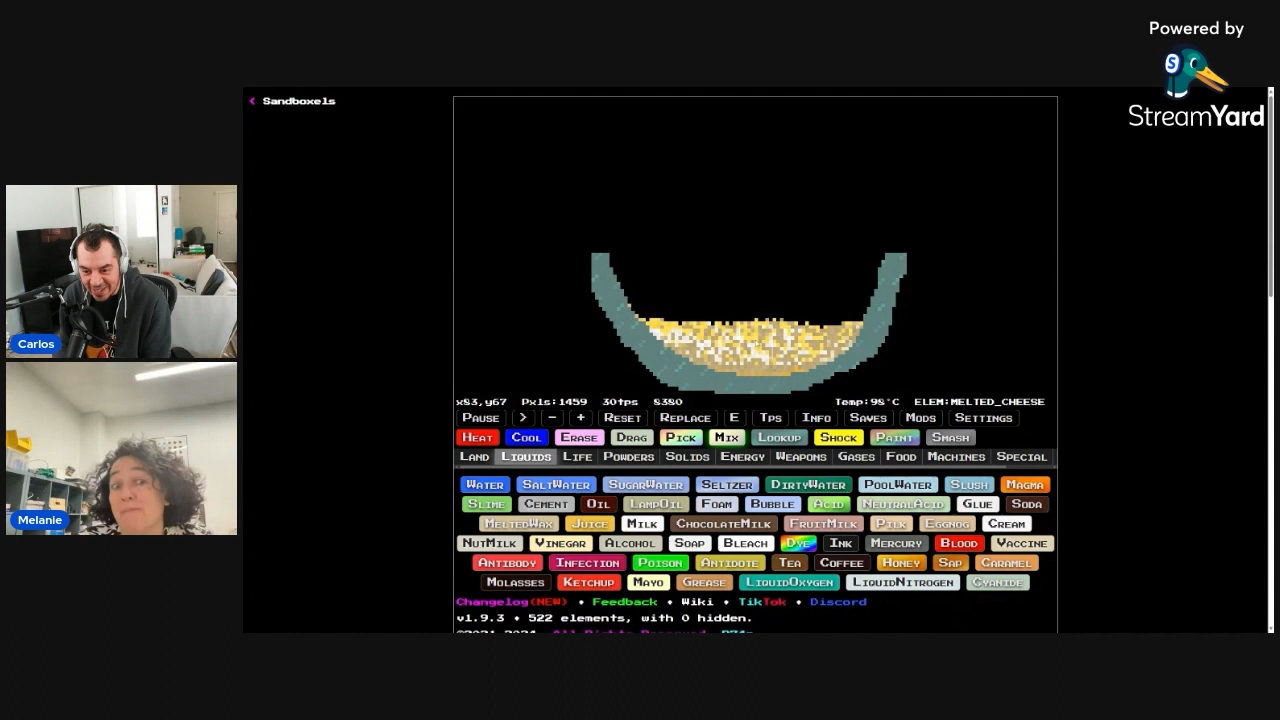 Powered by
StreamYard
< Sandboxels
Carlos
Melanie
x83,y67 Pxls:1459 30tps 8380 Temp:98°C ELEM:MELTED_CHEESE
Pause > - + Reset Replace E Tps Info Saves Mods Settings
Heat Cool Erase Drag Pick Mix Lookup Shock Paint Smash
Land Liquids Life Powders Solids Energy Weapons Gases Food Machines Special
Water SaltWater SugarWater Seltzer DirtyWater PoolWater Slush Magma
Slime Cement Oil LampOil Foam Bubble Acid NeutralAcid Glue Soda
MeltedWax Juice Milk ChocolateMilk FruitMilk Pilk Eggnog Cream
NutMilk Vinegar Alcohol Soap Bleach Dye Ink Mercury Blood Vaccine
Antibody Infection Poison Antidote Tea Coffee Honey Sap Caramel
Molasses Ketchup Mayo Grease LiquidOxygen LiquidNitrogen Cyanide
Changelog(NEW) • Feedback • Wiki • TikTok • Discord
v1.9.3 • 522 elements, with 0 hidden.